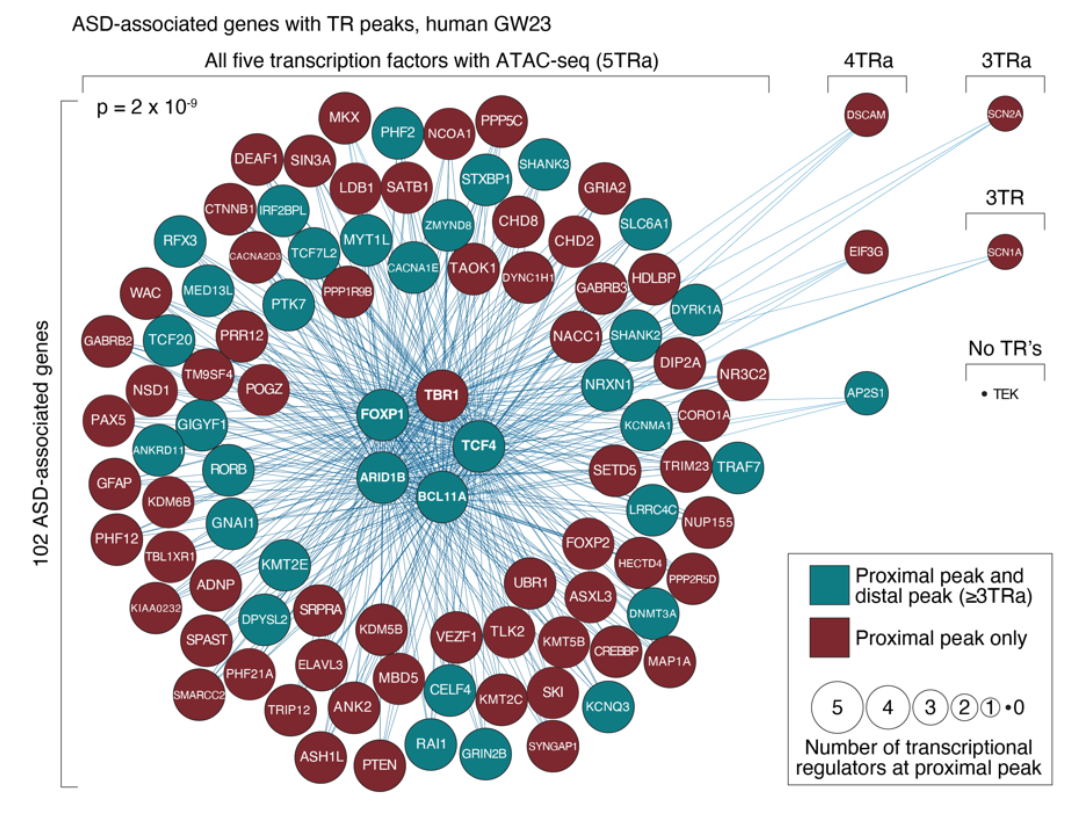 ASD-associated genes with TR peaks, human GW23
All five transcription factors with ATAC-seq (5TRa)
4TRa
3TRa
p = 2 x 10-9
102 ASD-associated genes
MKX
PHF2
NCOA1
PPP5C
DEAF1
SIN3A
LDB1
SATB1
STXBP1
SHANK3
GRIA2
CTNNB1
IRF2BPL
ZMYND8
CHD8
SLC6A1
RFX3
CACNA2D3
TCF7L2
MYT1L
CACNA1E
TAOK1
DYNC1H1
CHD2
WAC
MED13L
PTK7
PPP1R9B
GABRB3
HDLBP
DYRK1A
GABRB2
TCF20
PRR12
NACC1
SHANK2
DIP2A
NR3C2
NSD1
TM9SF4
POGZ
NRXN1
PAX5
GIGYF1
KCNMA1
CORO1A
ANKRD11
RORB
SETD5
TRIM23
TRAF7
GFAP
KDM6B
GNAI1
LRRC4C
NUP155
PHF12
TBL1XR1
KMT2E
FOXP2
HECTD4
PPP2R5D
KIAA0232
ADNP
DPYSL2
SRPRA
UBR1
ASXL3
DNMT3A
SPAST
KDM5B
VEZF1
TLK2
KMT5B
CREBBP
MAP1A
SMARCC2
PHF21A
ELAVL3
MBD5
CELF4
KMT2C
SKI
KCNQ3
TRIP12
ANK2
ASH1L
PTEN
RAI1
GRIN2B
SYNGAP1
FOXP1
TBR1
TCF4
ARID1B
BCL11A
DSCAM
SCN2A
3TR
EIF3G
SCN1A
No TR's
AP2S1
TEK
Proximal peak and
distal peak (≥3TRa)
Proximal peak only
5 4 3 2 1 •0
Number of transcriptional
regulators at proximal peak